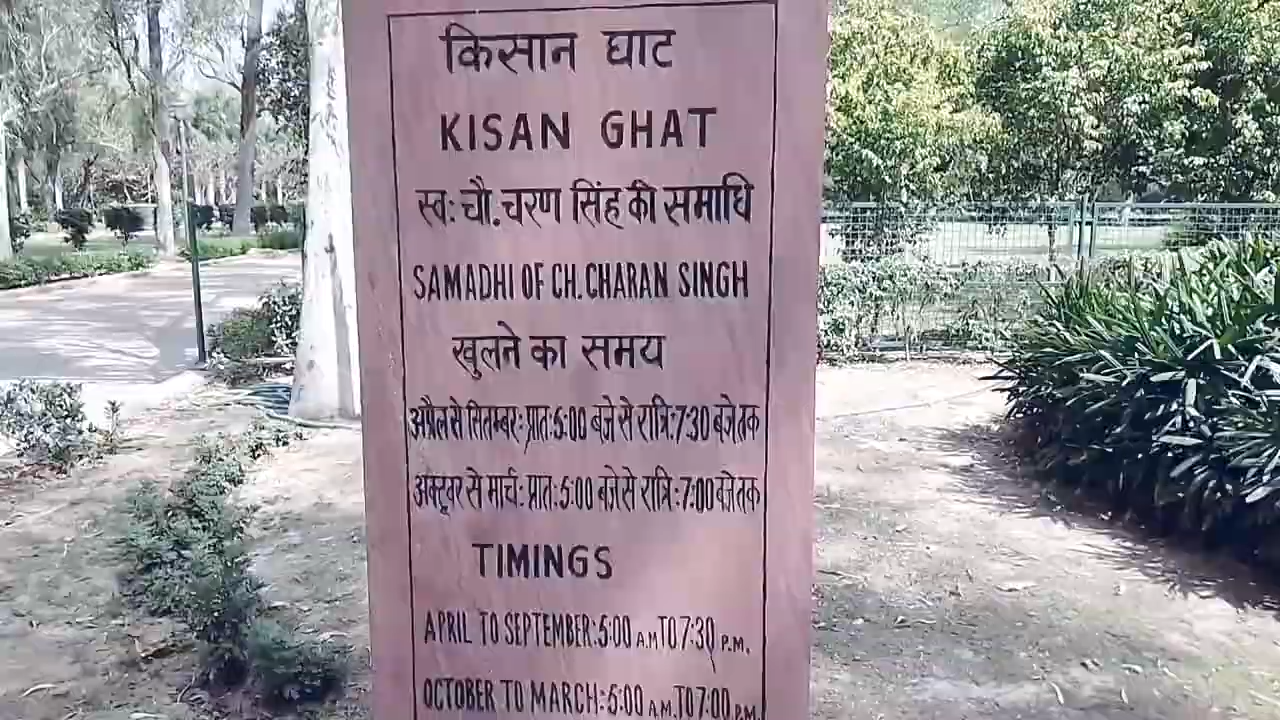 किसान घाट
KISAN GHAT
स्व: चौ. चरण सिंह की समाधि
SAMADHI OF CH. CHARAN SINGH
खुलने का समय
अप्रैल से सितम्बर: प्रात: 5:00 बजे से रात्रि: 7:30 बजे तक
अक्टूबर से मार्च: प्रात: 5:00 बजे से रात्रि: 7:00 बजे तक
TIMINGS
APRIL TO SEPTEMBER: 5:00 A.M TO 7:30 P.M.
OCTOBER TO MARCH: 5:00 A.M. TO 7:00 P.M.